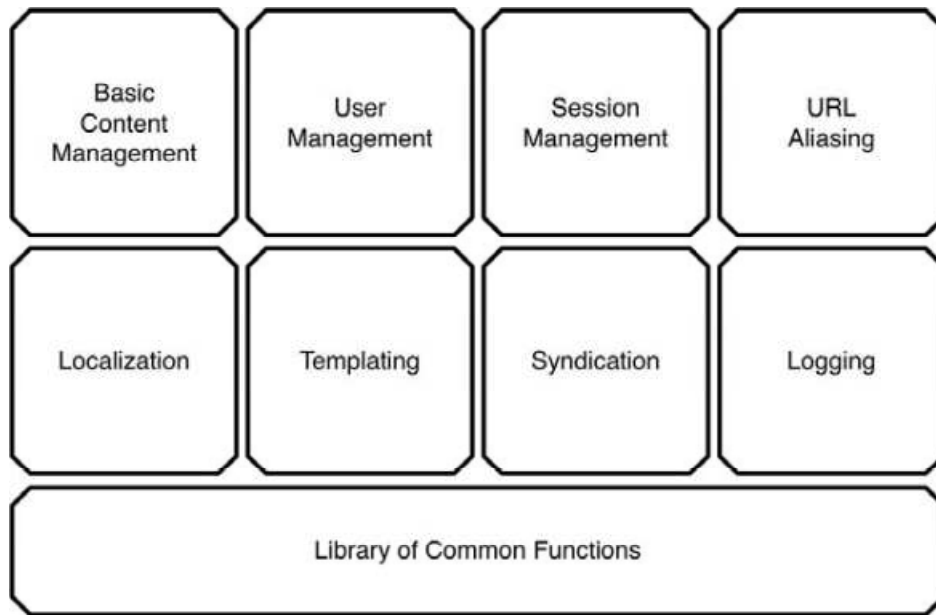 Basic
Content
Management
User
Management
Session
Management
URL
Aliasing
Localization
Templating
Syndication
Logging
Library of Common Functions